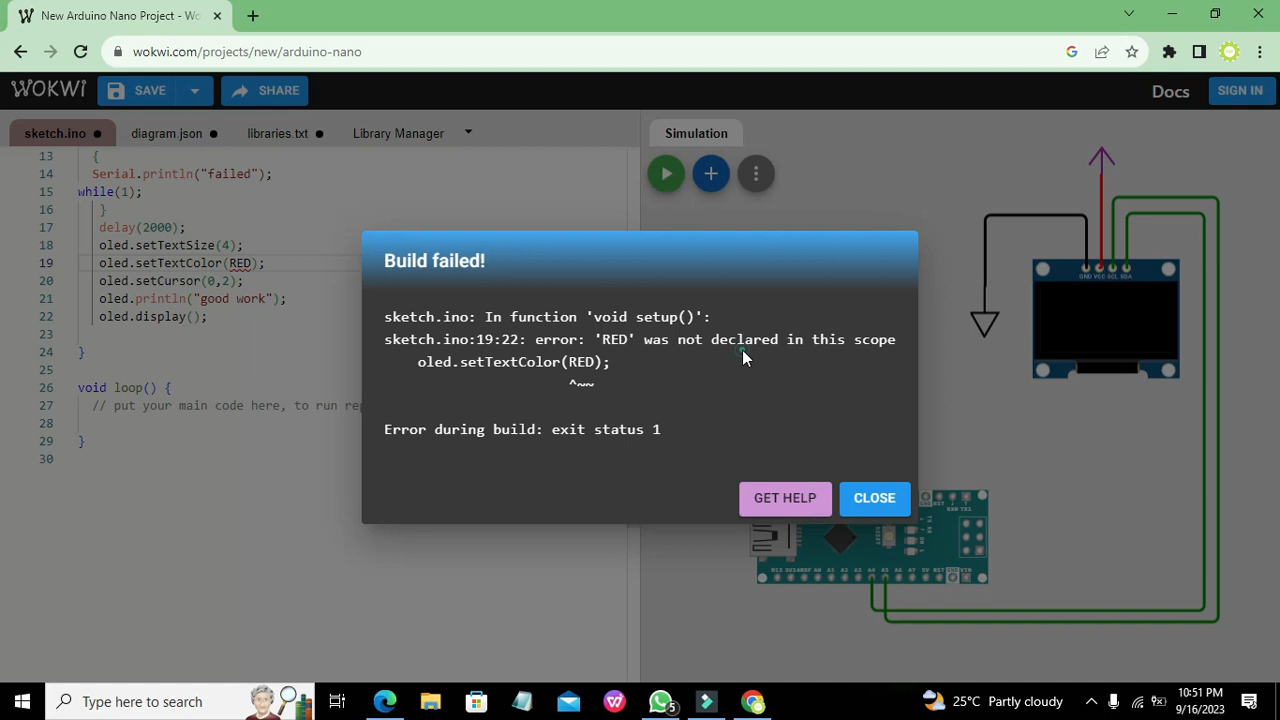 New Arduino Nano Project - Wo
wokwi.com/projects/new/arduino-nano
WOKWI
SAVE
SHARE
Docs
SIGN IN
sketch.ino
diagram.json
libraries.txt
Library Manager
Simulation
13 {
14 Serial.println("failed");
15 while(1);
16 }
17 delay(2000);
18 oled.setTextSize(4);
19 oled.setTextColor(RED);
20 oled.setCursor(0,2);
21 oled.println("good work");
22 oled.display();
23
24 }
25
26 void loop() {
27 // put your main code here, to run rep
28
29 }
30
Build failed!
sketch.ino: In function 'void setup()':
sketch.ino:19:22: error: 'RED' was not declared in this scope
oled.setTextColor(RED);
^~~
Error during build: exit status 1
GET HELP
CLOSE
GND VCC SCL SDA
Type here to search
5
25°C Partly cloudy
10:51 PM
9/16/2023